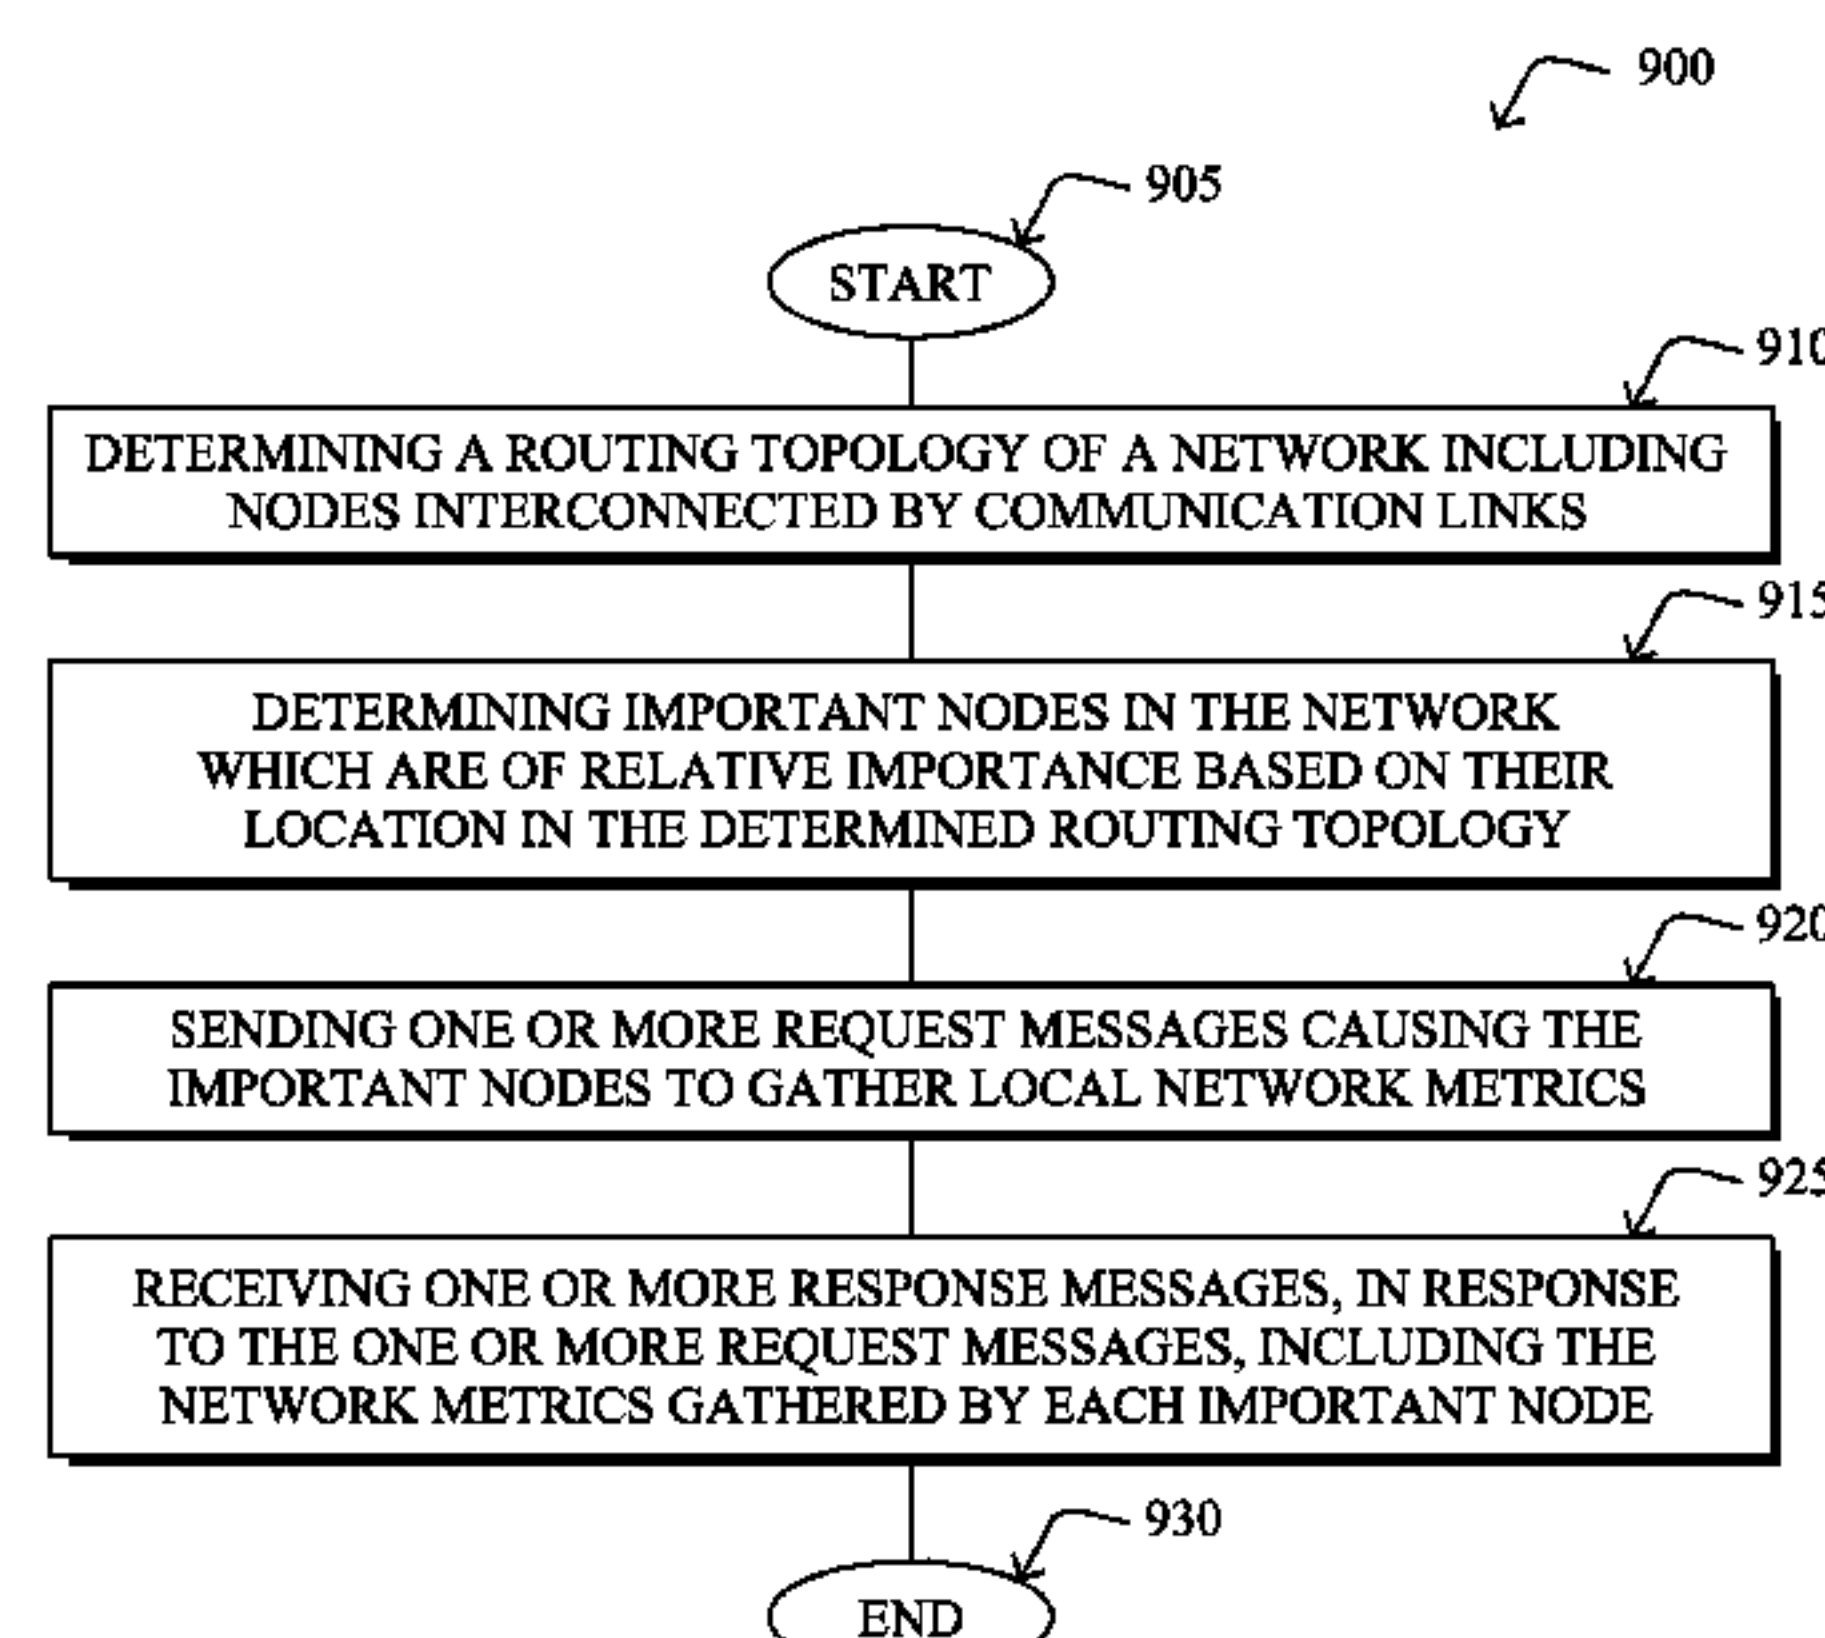 900
905
START
910
DETERMINING A ROUTING TOPOLOGY OF A NETWORK INCLUDING
NODES INTERCONNECTED BY COMMUNICATION LINKS
915
DETERMINING IMPORTANT NODES IN THE NETWORK
WHICH ARE OF RELATIVE IMPORTANCE BASED ON THEIR
LOCATION IN THE DETERMINED ROUTING TOPOLOGY
920
SENDING ONE OR MORE REQUEST MESSAGES CAUSING THE
IMPORTANT NODES TO GATHER LOCAL NETWORK METRICS
925
RECEIVING ONE OR MORE RESPONSE MESSAGES, IN RESPONSE
TO THE ONE OR MORE REQUEST MESSAGES, INCLUDING THE
NETWORK METRICS GATHERED BY EACH IMPORTANT NODE
930
END